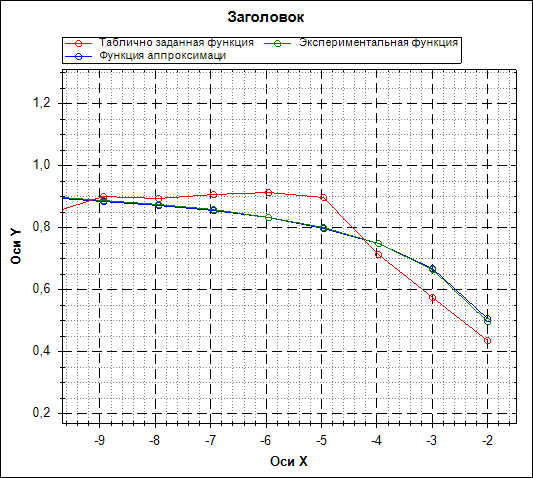 Заголовок
Таблично заданная функция Экспериментальная функция
Функция аппроксимаци
Оси Y
1,2
1,0
0,8
0,6
0,4
0,2
-9 -8 -7 -6 -5 -4 -3 -2
Оси X